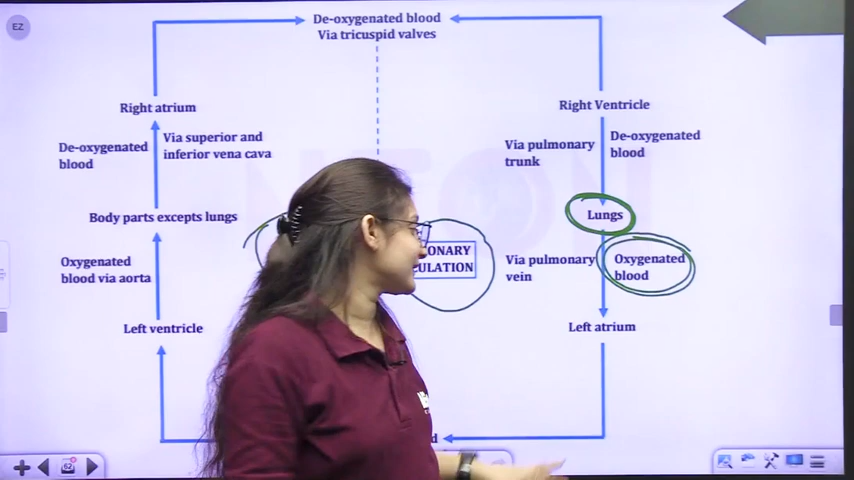 EZ
De-oxygenated blood
Via tricuspid valves
Right atrium
Right Ventricle
De-oxygenated
blood
Via superior and
inferior vena cava
Via pulmonary
trunk
De-oxygenated
blood
Body parts excepts lungs
Lungs
Oxygenated
blood via aorta
Via pulmonary
vein
Oxygenated
blood
Left ventricle
Left atrium
62